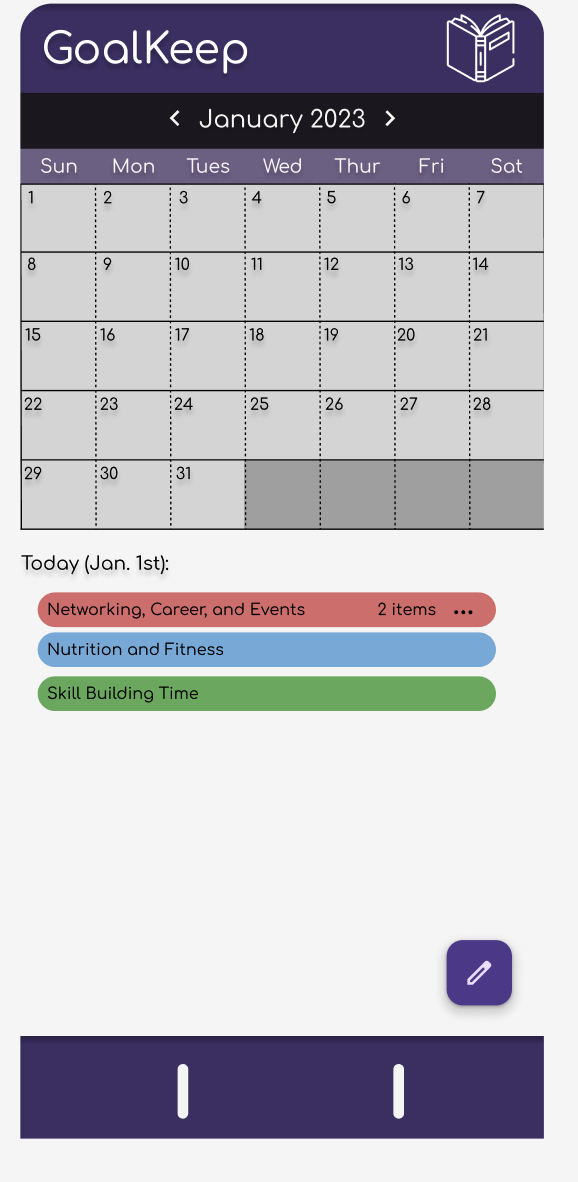 GoalKeep
January 2023
Sun Mon Tues Wed Thur Fri Sat
1 2 3 4 5 6 7
8 9 10 11 12 13 14
15 16 17 18 19 20 21
22 23 24 25 26 27 28
29 30 31
Today (Jan. 1st):
Networking, Career, and Events 2 items ...
Nutrition and Fitness
Skill Building Time